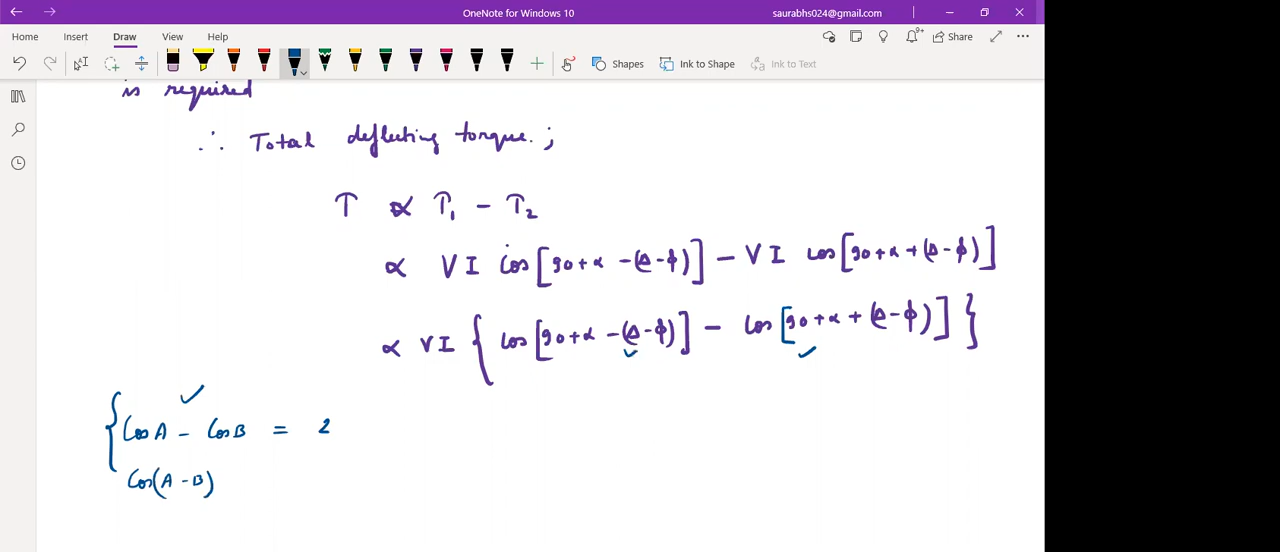 OneNote for Windows 10
saurabhs024@gmail.com
Home Insert Draw View Help
Share
Shapes Ink to Shape Ink to Text
is required
∴ Total deflecting torque ;
T ∝ T₁ - T₂
∝ VI cos[90+α -(Δ-ϕ)] - VI cos[90+α+(Δ-ϕ)]
∝ VI { cos[90+α -(Δ-ϕ)] - cos[90+α+(Δ-ϕ)] }
{ CosA - CosB = 2
Cos(A-B)